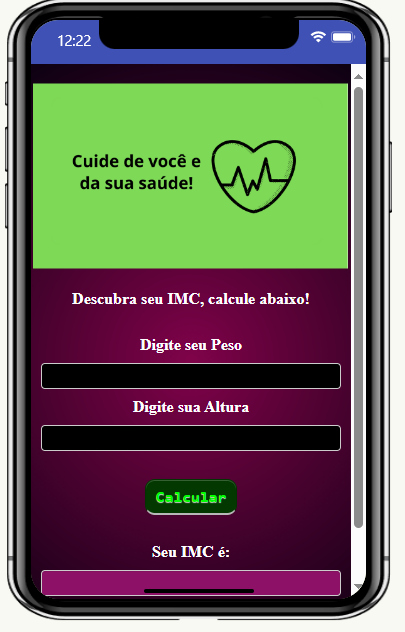 12:22
Cuide de você e
da sua saúde!
Descubra seu IMC, calcule abaixo!
Digite seu Peso
Digite sua Altura
Calcular
Seu IMC é: